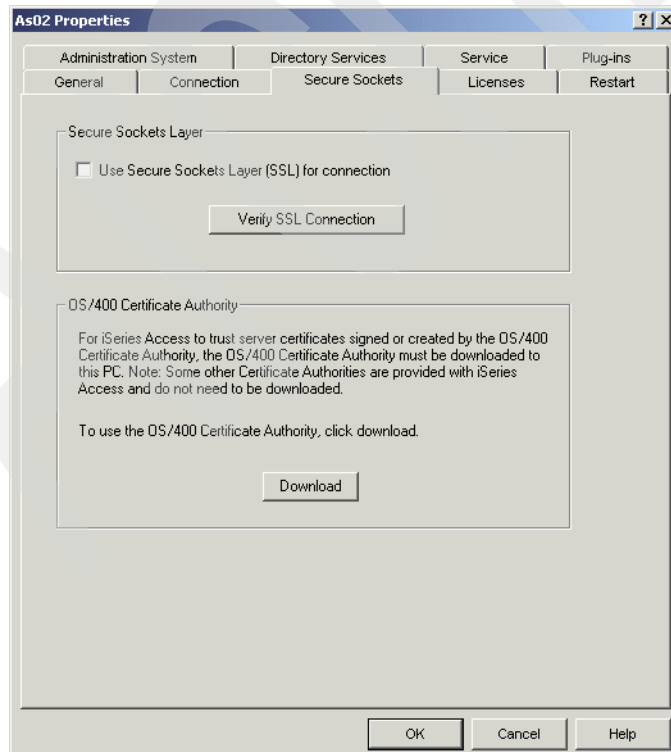 As02 Properties
Administration System
Directory Services
Service
Plug-ins
General
Connection
Secure Sockets
Licenses
Restart
Secure Sockets Layer
Use Secure Sockets Layer (SSL) for connection
Verify SSL Connection
OS/400 Certificate Authority
For iSeries Access to trust server certificates signed or created by the OS/400
Certificate Authority, the OS/400 Certificate Authority must be downloaded to
this PC. Note: Some other Certificate Authorities are provided with iSeries
Access and do not need to be downloaded.
To use the OS/400 Certificate Authority, click download.
Download
OK
Cancel
Help